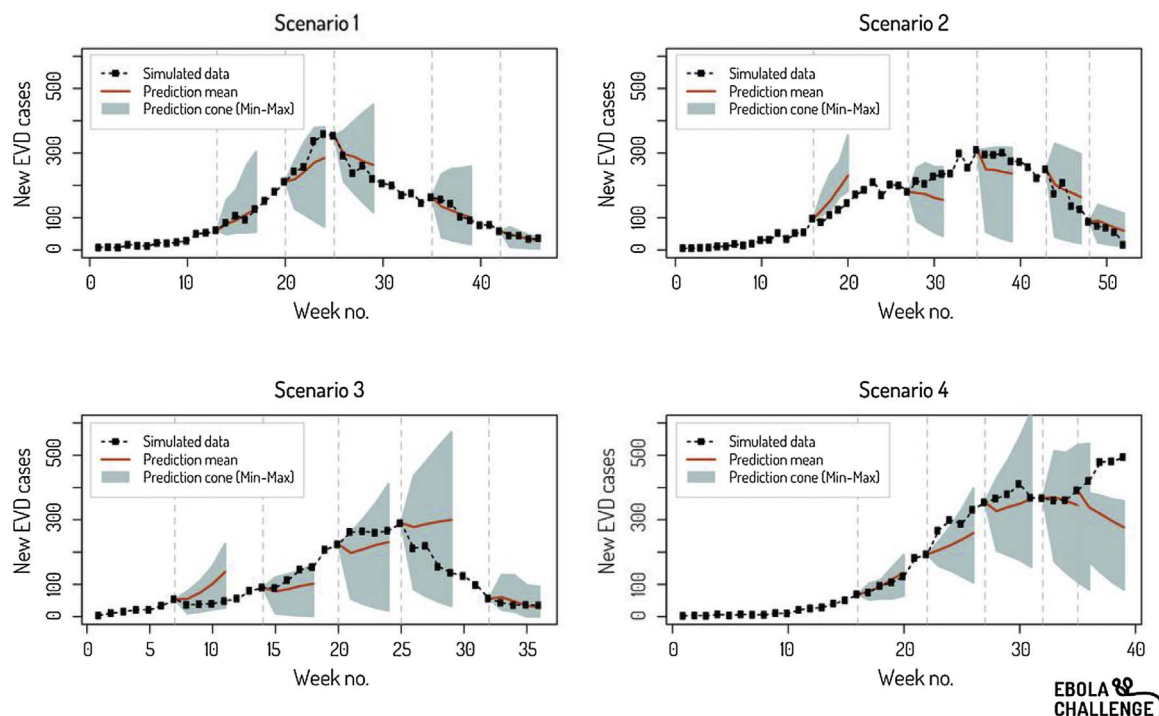 Scenario 1
New EVD cases
500
300
100
0
Simulated data
Prediction mean
Prediction cone (Min-Max)
0 10 20 30 40
Week no.
Scenario 2
New EVD cases
500
300
100
0
Simulated data
Prediction mean
Prediction cone (Min-Max)
0 10 20 30 40 50
Week no.
Scenario 3
New EVD cases
500
300
100
0
Simulated data
Prediction mean
Prediction cone (Min-Max)
0 5 10 15 20 25 30 35
Week no.
Scenario 4
New EVD cases
500
300
100
0
Simulated data
Prediction mean
Prediction cone (Min-Max)
0 10 20 30 40
Week no.
EBOLA
CHALLENGE